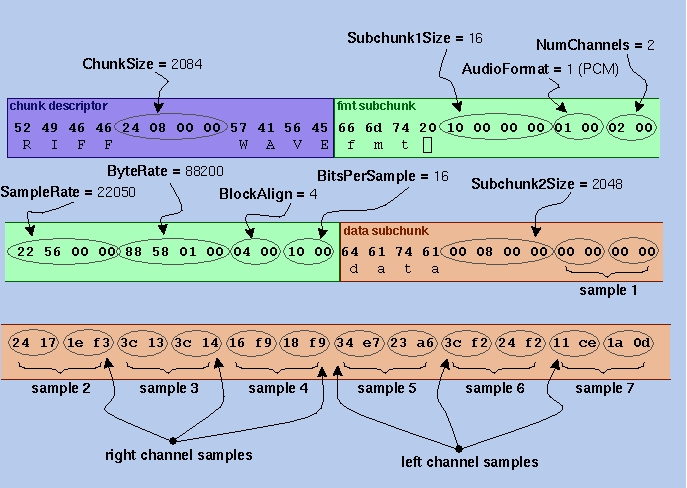 Subchunk1Size = 16
NumChannels = 2
ChunkSize = 2084
AudioFormat = 1 (PCM)
chunk descriptor
fmt subchunk
52 49 46 46 24 08 00 00 57 41 56 45 66 6d 74 20 10 00 00 00 01 00 02 00
R I F F W A V E f m t
ByteRate = 88200
BitsPerSample = 16
SampleRate = 22050
BlockAlign = 4
Subchunk2Size = 2048
data subchunk
22 56 00 00 88 58 01 00 04 00 10 00 64 61 74 61 00 08 00 00 00 00 00 00
d a t a
sample 1
24 17 1e f3 3c 13 3c 14 16 f9 18 f9 34 e7 23 a6 3c f2 24 f2 11 ce 1a 0d
sample 2 sample 3 sample 4 sample 5 sample 6 sample 7
right channel samples
left channel samples